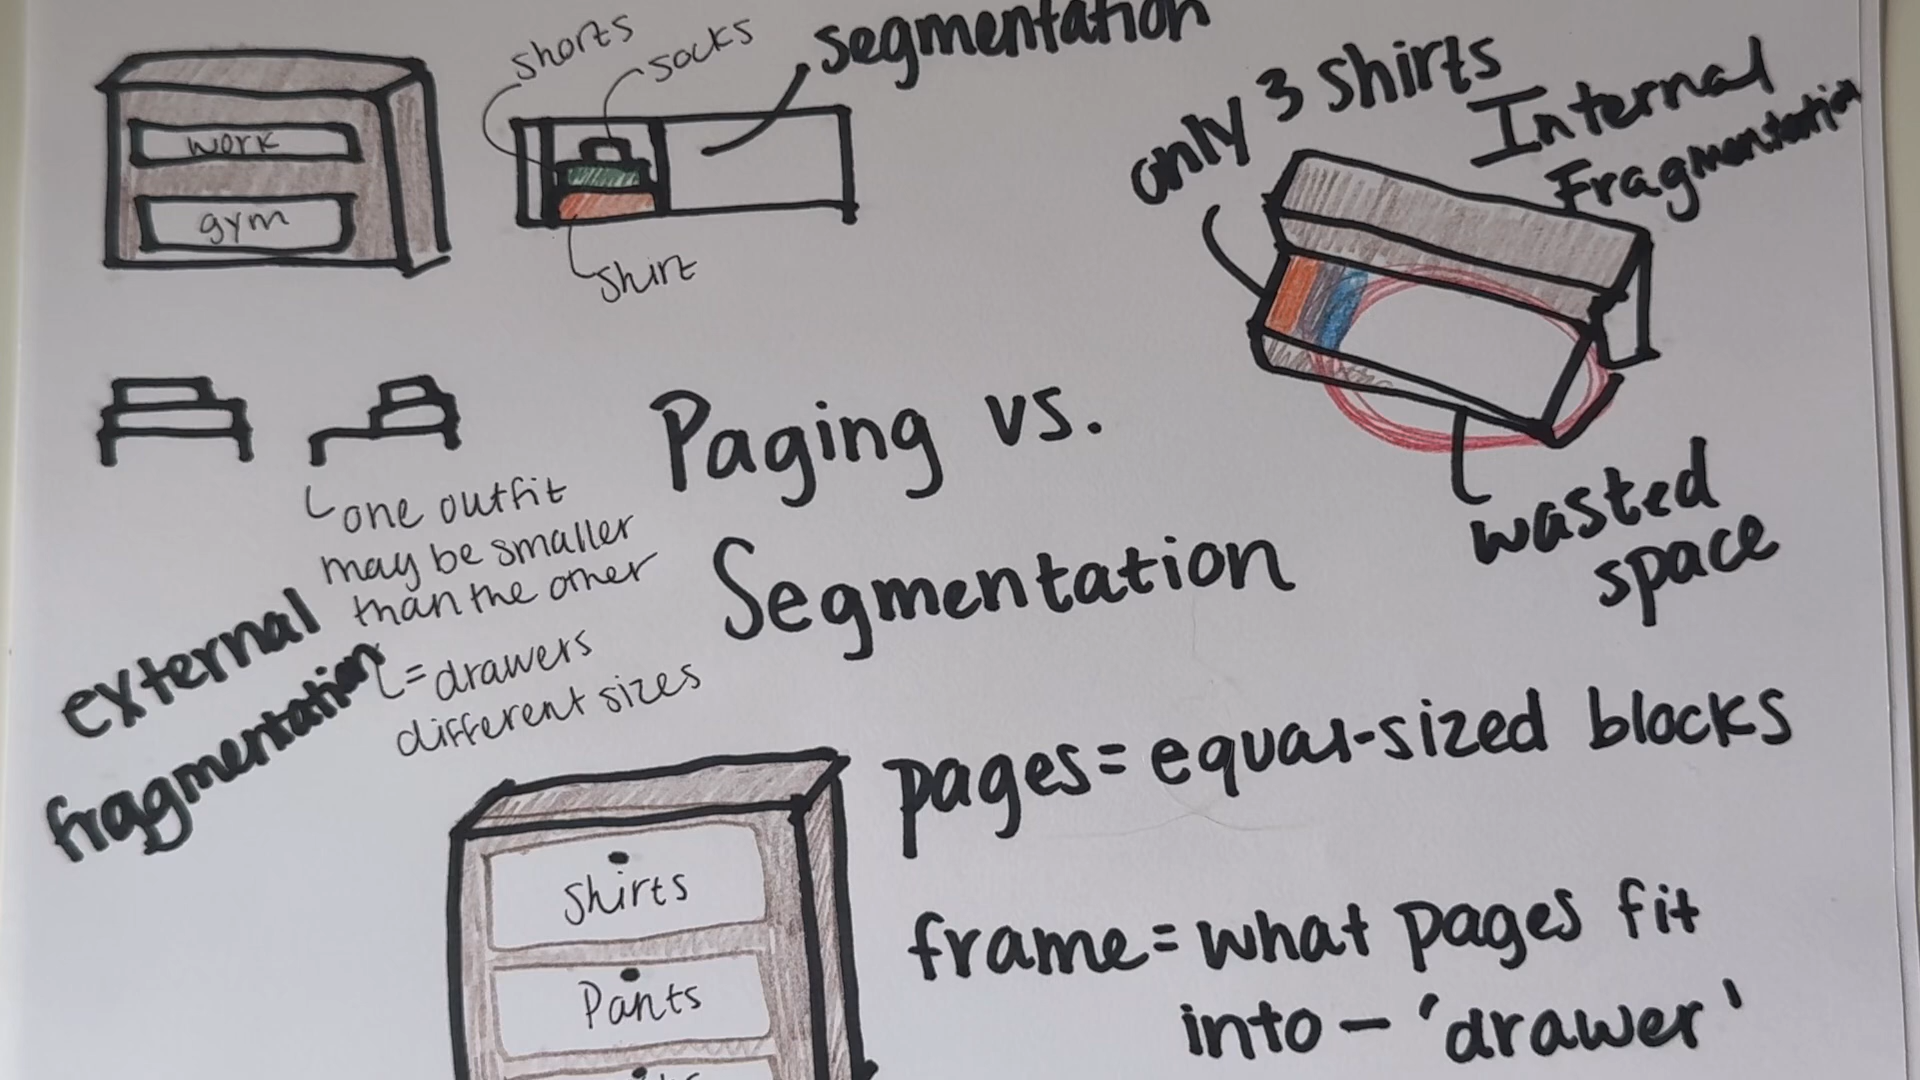 shorts
socks
segmentation
work
gym
shirt
only 3 shirts
Internal
Fragmentation
wasted
space
one outfit
may be smaller
than the other
= drawers
different sizes
external
fragmentation
Paging vs.
Segmentation
pages = equal-sized blocks
frame = what pages fit
into - 'drawer'
Shirts
Pants